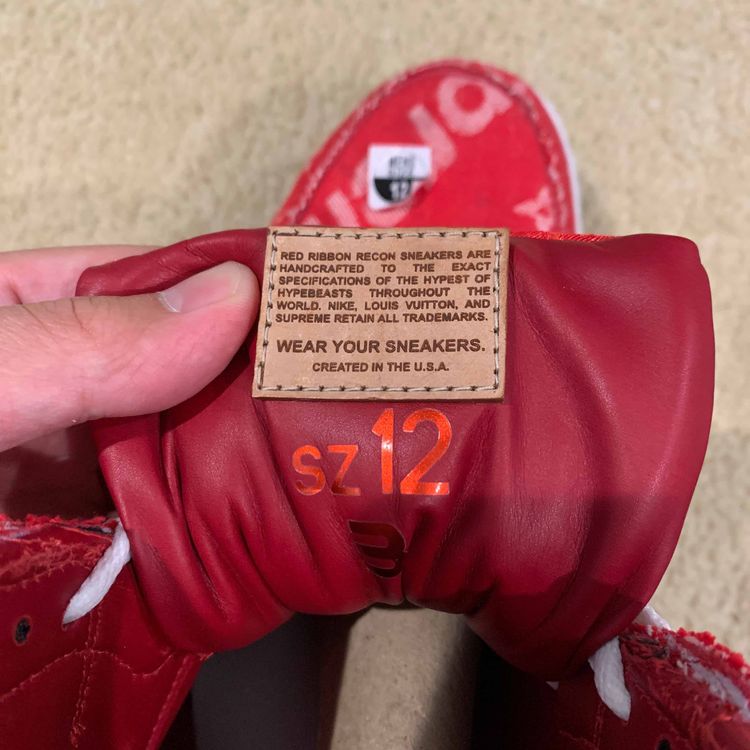 RED RIBBON RECON SNEAKERS ARE
HANDCRAFTED TO THE EXACT
SPECIFICATIONS OF THE HYPEST OF
HYPEBEASTS THROUGHOUT THE
WORLD. NIKE, LOUIS VUITTON, AND
SUPREME RETAIN ALL TRADEMARKS.
WEAR YOUR SNEAKERS.
CREATED IN THE U.S.A.
SZ 12